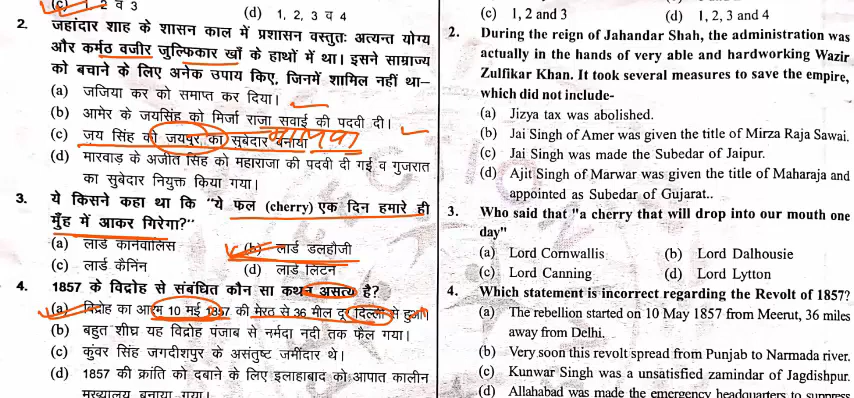 (c) 1, 2 व 3
(d) 1, 2, 3 व 4
2. जहांदार शाह के शासन काल में प्रशासन वस्तुतः अत्यन्त योग्य
और कर्मठ वजीर जुल्फिकार खाँ के हाथों में था। इसने साम्राज्य
को बचाने के लिए अनेक उपाय किए, जिनमें शामिल नहीं था–
(a) जजिया कर को समाप्त कर दिया।
(b) आमेर के जयसिंह को मिर्जा राजा सवाई की पदवी दी।
(c) जय सिंह को जयपुर का सूबेदार बनाया
मालवा
(d) मारवाड़ के अजीत सिंह को महाराजा की पदवी दी गई व गुजरात
का सुबेदार नियुक्त किया गया।
3. ये किसने कहा था कि "ये फल (cherry) एक दिन हमारे ही
मुँह में आकर गिरेगा?"
(a) लार्ड कार्नवालिस
(b) लार्ड डलहौजी
(c) लार्ड कैनिंन
(d) लार्ड लिटन
4. 1857 के विद्रोह से संबंधित कौन सा कथन असत्य है?
(a) विद्रोह का आरंभ 10 मई 1857 की मेरठ से 36 मील दूर दिल्ली से हुआ।
(b) बहुत शीघ्र यह विद्रोह पंजाब से नर्मदा नदी तक फैल गया।
(c) कुंवर सिंह जगदीशपुर के असंतुष्ट जमींदार थे।
(d) 1857 की क्रांति को दबाने के लिए इलाहाबाद को आपात कालीन
मुख्यालय बनाया गया।
(c) 1, 2 and 3
(d) 1, 2, 3 and 4
2. During the reign of Jahandar Shah, the administration was
actually in the hands of very able and hardworking Wazir
Zulfikar Khan. It took several measures to save the empire,
which did not include-
(a) Jizya tax was abolished.
(b) Jai Singh of Amer was given the title of Mirza Raja Sawai.
(c) Jai Singh was made the Subedar of Jaipur.
(d) Ajit Singh of Marwar was given the title of Maharaja and
appointed as Subedar of Gujarat..
3. Who said that "a cherry that will drop into our mouth one
day"
(a) Lord Cornwallis
(b) Lord Dalhousie
(c) Lord Canning
(d) Lord Lytton
4. Which statement is incorrect regarding the Revolt of 1857?
(a) The rebellion started on 10 May 1857 from Meerut, 36 miles
away from Delhi.
(b) Very soon this revolt spread from Punjab to Narmada river.
(c) Kunwar Singh was a unsatisfied zamindar of Jagdishpur.
(d) Allahabad was made the emergency headquarters to suppress